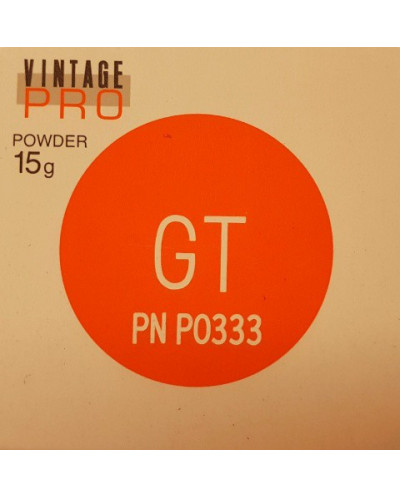 VINTAGE
PRO
POWDER
15g
GT
PN P0333